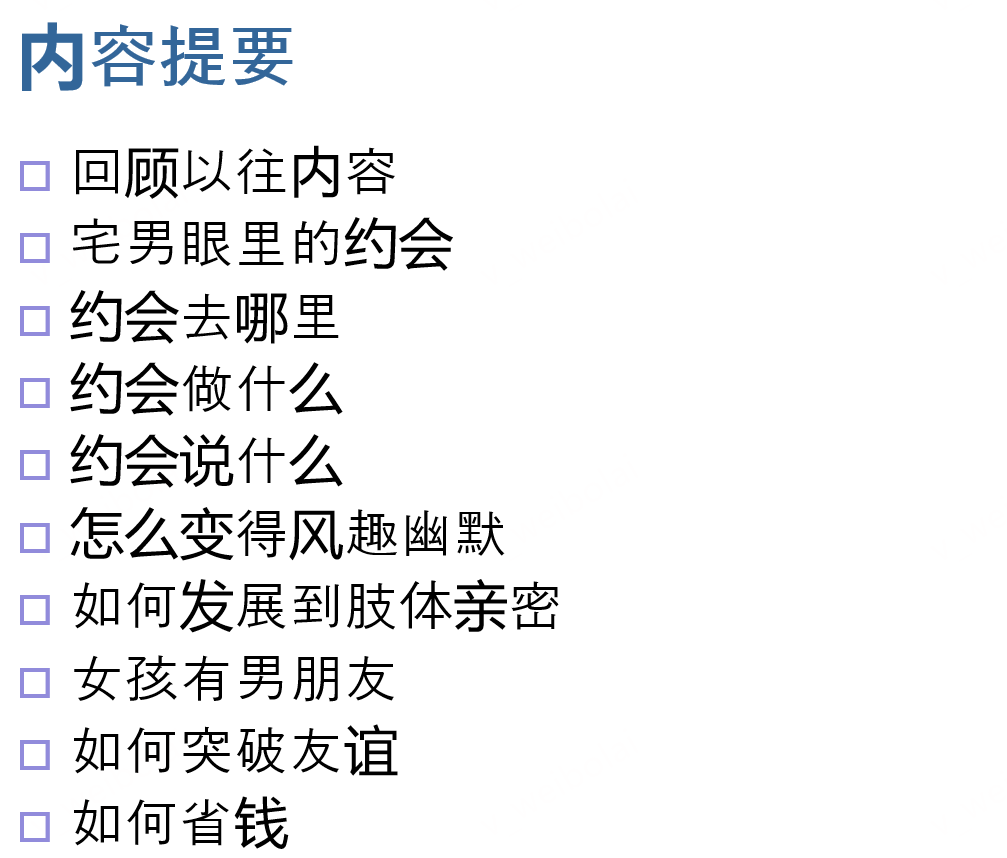 内容提要
回顾以往内容
宅男眼里的约会
约会去哪里
约会做什么
约会说什么
怎么变得风趣幽默
如何发展到肢体亲密
女孩有男朋友
如何突破友谊
如何省钱